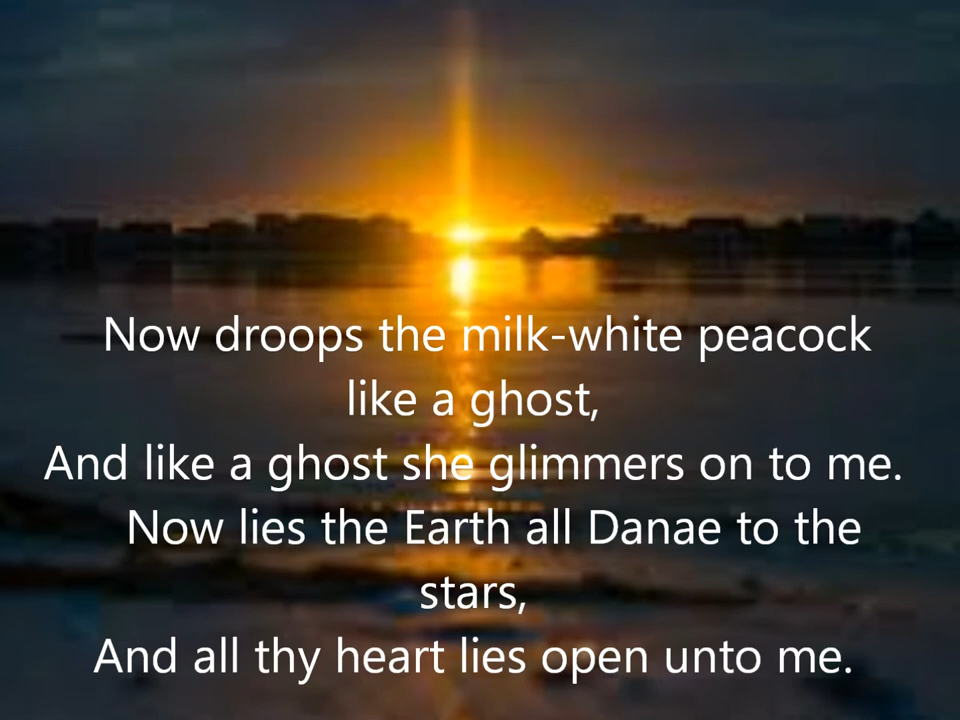 Now droops the milk-white peacock
like a ghost,
And like a ghost she glimmers on to me.
Now lies the Earth all Danae to the
stars,
And all thy heart lies open unto me.